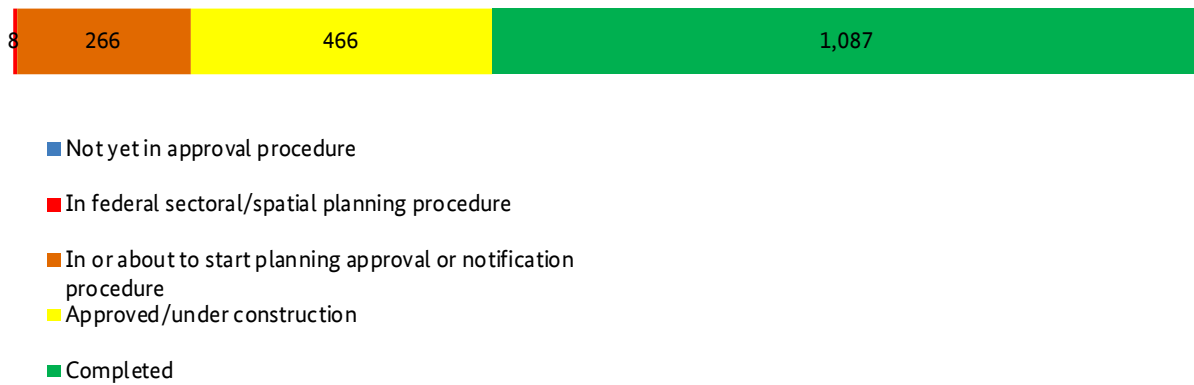 8 266 466 1,087
Not yet in approval procedure
In federal sectoral/spatial planning procedure
In or about to start planning approval or notification
procedure
Approved/under construction
Completed